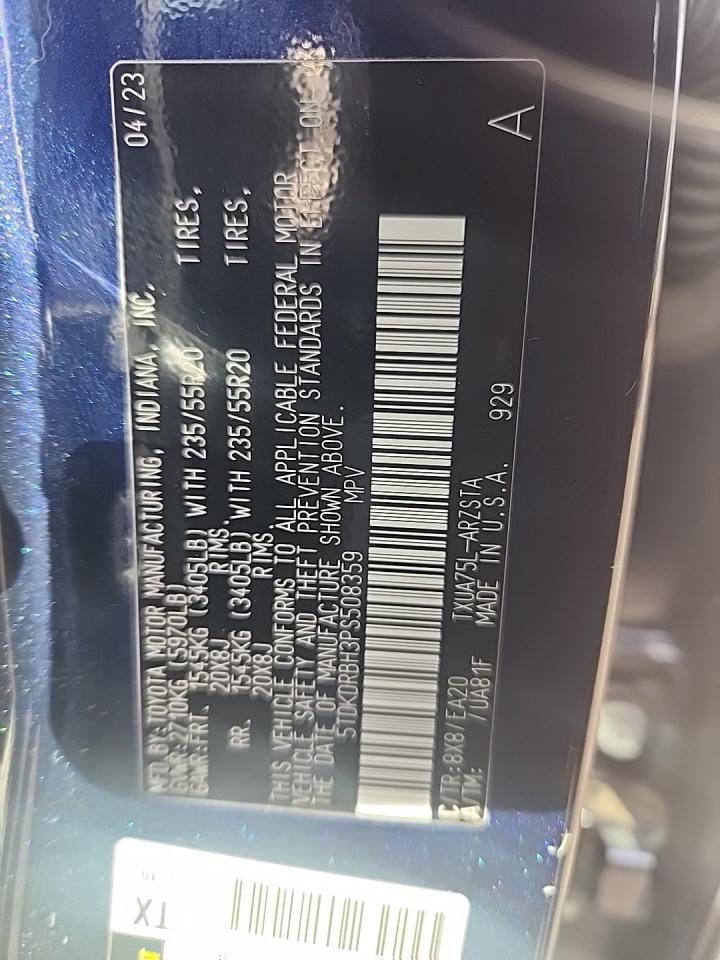 MFD.BY:TOYOTA MOTOR MANUFACTURING, INDIANA, INC. 04/23
GVWR:2710KG (5970LB)
GAWR:FRT. 1545KG (3405LB) WITH 235/55R20 TIRES,
20X8J RIMS.
RR. 1545KG (3405LB) WITH 235/55R20 TIRES,
20X8J RIMS.
THIS VEHICLE CONFORMS TO ALL APPLICABLE FEDERAL MOTOR
VEHICLE SAFETY AND THEFT PREVENTION STANDARDS IN EFFECT ON
THE DATE OF MANUFACTURE SHOWN ABOVE.
5TDKDRBH3PS508359 MPV
C/TR:8X8/EA20 TXUA75L-ARZSTA
A/TM: /UA81F MADE IN U.S.A. 929 A
TX